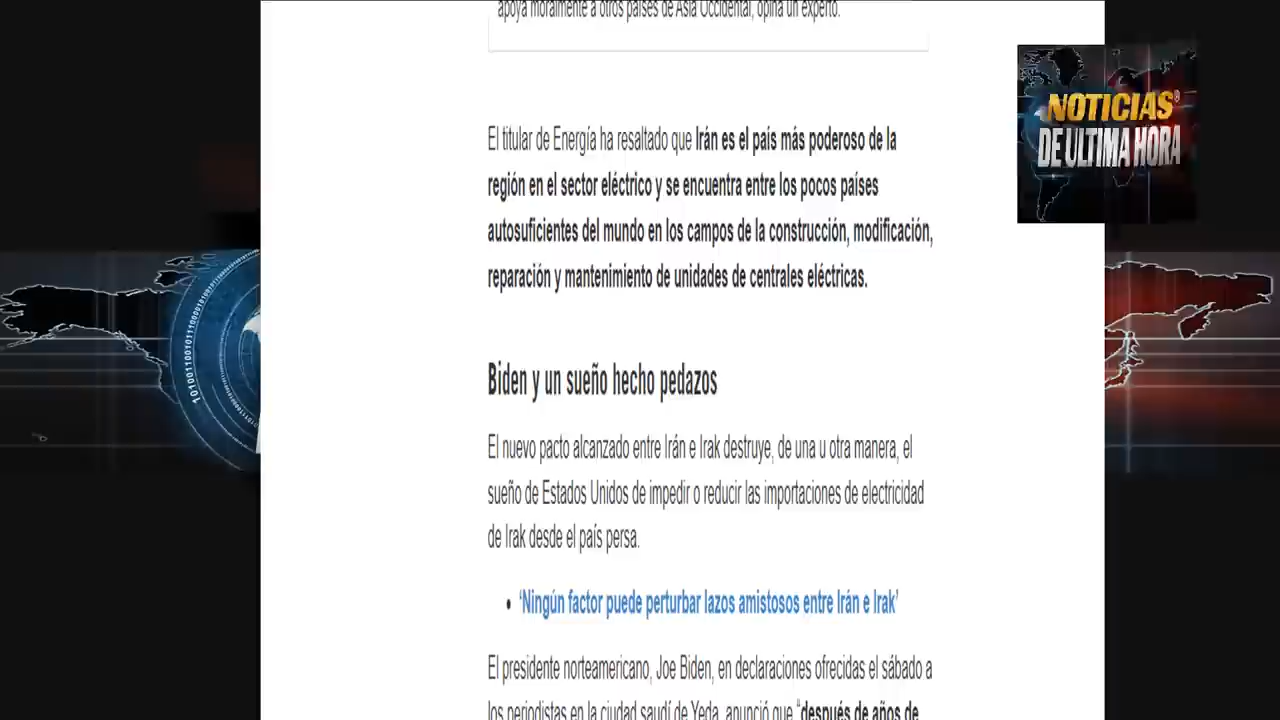 apoya moralmente a otros países de Asia Occidental, opina un experto.
NOTICIAS®
DE ULTIMA HORA
El titular de Energía ha resaltado que Irán es el país más poderoso de la
región en el sector eléctrico y se encuentra entre los pocos países
autosuficientes del mundo en los campos de la construcción, modificación,
reparación y mantenimiento de unidades de centrales eléctricas.
Biden y un sueño hecho pedazos
El nuevo pacto alcanzado entre Irán e Irak destruye, de una u otra manera, el
sueño de Estados Unidos de impedir o reducir las importaciones de electricidad
de Irak desde el país persa.
• ‘Ningún factor puede perturbar lazos amistosos entre Irán e Irak’
El presidente norteamericano, Joe Biden, en declaraciones ofrecidas el sábado a
los periodistas en la ciudad saudí de Yeda, anunció que “después de años de